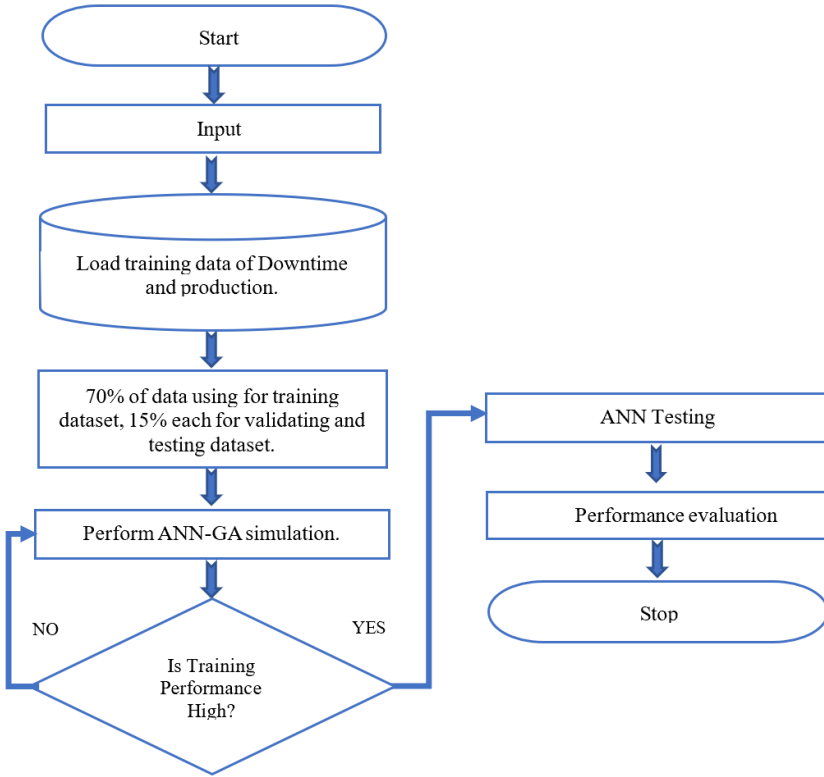 Start
Input
Load training data of Downtime
and production.
70% of data using for training
dataset, 15% each for validating and
testing dataset.
Perform ANN-GA simulation.
NO
YES
Is Training
Performance
High?
ANN Testing
Performance evaluation
Stop